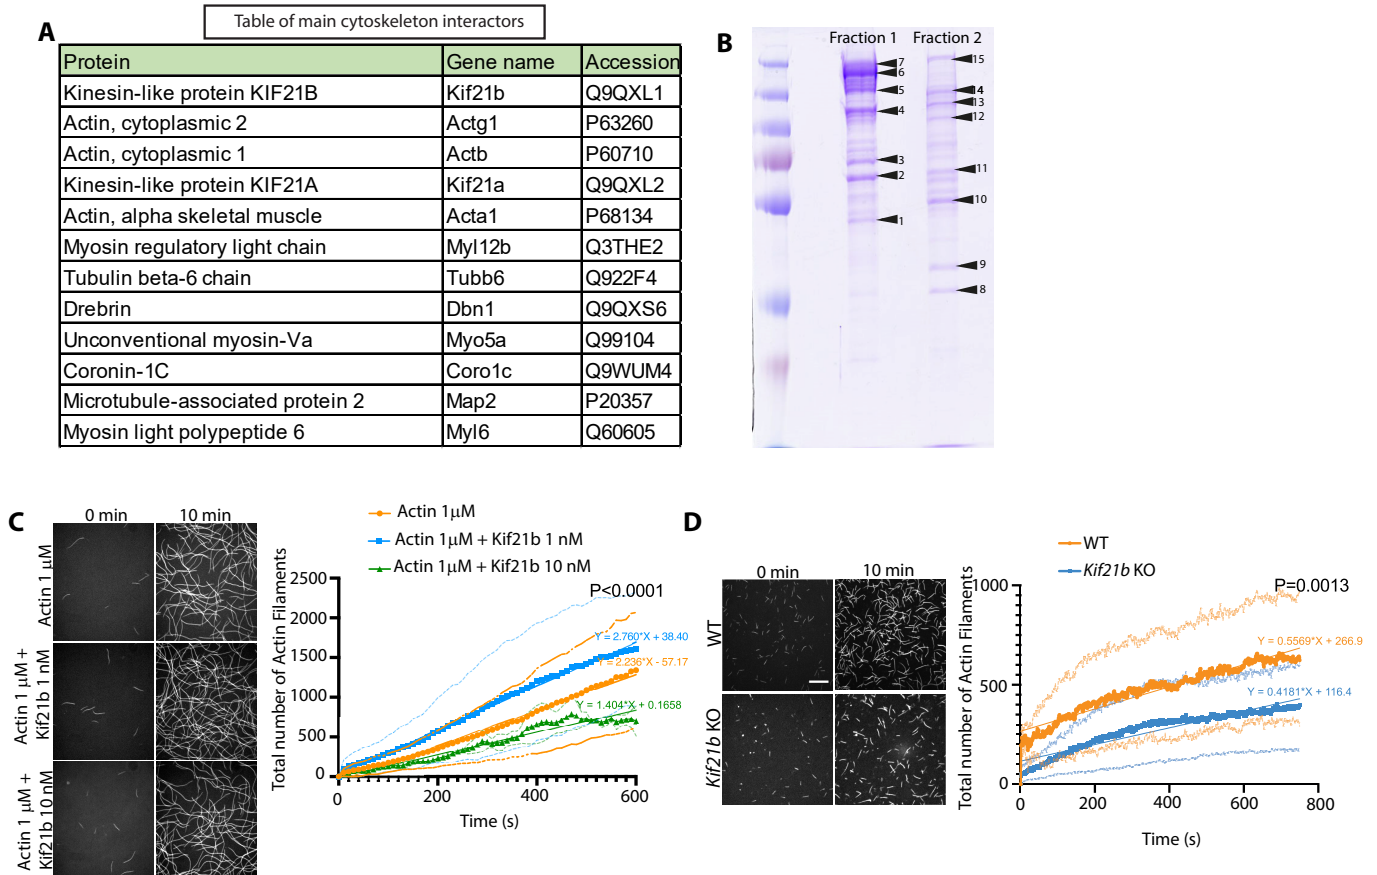 Table of main cytoskeleton interactors
A
Protein Gene name Accession
Kinesin-like protein KIF21B Kif21b Q9QXL1
Actin, cytoplasmic 2 Actg1 P63260
Actin, cytoplasmic 1 Actb P60710
Kinesin-like protein KIF21A Kif21a Q9QXL2
Actin, alpha skeletal muscle Acta1 P68134
Myosin regulatory light chain Myl12b Q3THE2
Tubulin beta-6 chain Tubb6 Q922F4
Drebrin Dbn1 Q9QXS6
Unconventional myosin-Va Myo5a Q99104
Coronin-1C Coro1c Q9WUM4
Microtubule-associated protein 2 Map2 P20357
Myosin light polypeptide 6 Myl6 Q60605
B
Fraction 1 Fraction 2
7
6
5
4
3
2
1
15
14
13
12
11
10
9
8
C
0 min 10 min
Actin 1 µM
Actin 1 µM +
Kif21b 1 nM
Actin 1 µM +
Kif21b 10 nM
Actin 1µM
Actin 1µM + Kif21b 1 nM
Actin 1µM + Kif21b 10 nM
P<0.0001
Y = 2.760*X + 38.40
Y = 2.236*X - 57.17
Y = 1.404*X + 0.1658
Total number of Actin Filaments
2500
2000
1500
1000
500
0
0 200 400 600
Time (s)
D
0 min 10 min
WT
Kif21b KO
WT
Kif21b KO
P=0.0013
Y = 0.5569*X + 266.9
Y = 0.4181*X + 116.4
Total number of Actin Filaments
1000
500
0
0 200 400 600 800
Time (s)